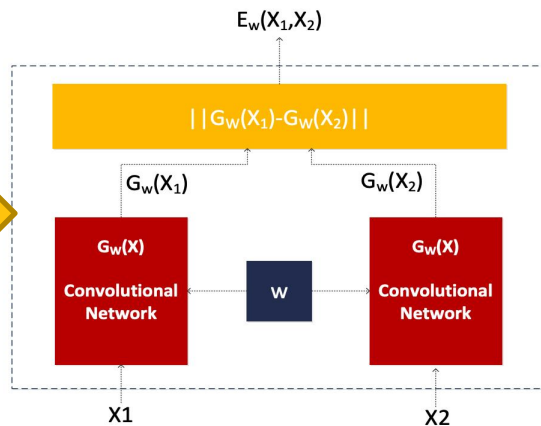 E_w(X_1,X_2)
||G_w(X_1)-G_w(X_2)||
G_w(X_1)
G_w(X_2)
G_w(X)
Convolutional
Network
W
G_w(X)
Convolutional
Network
X1
X2